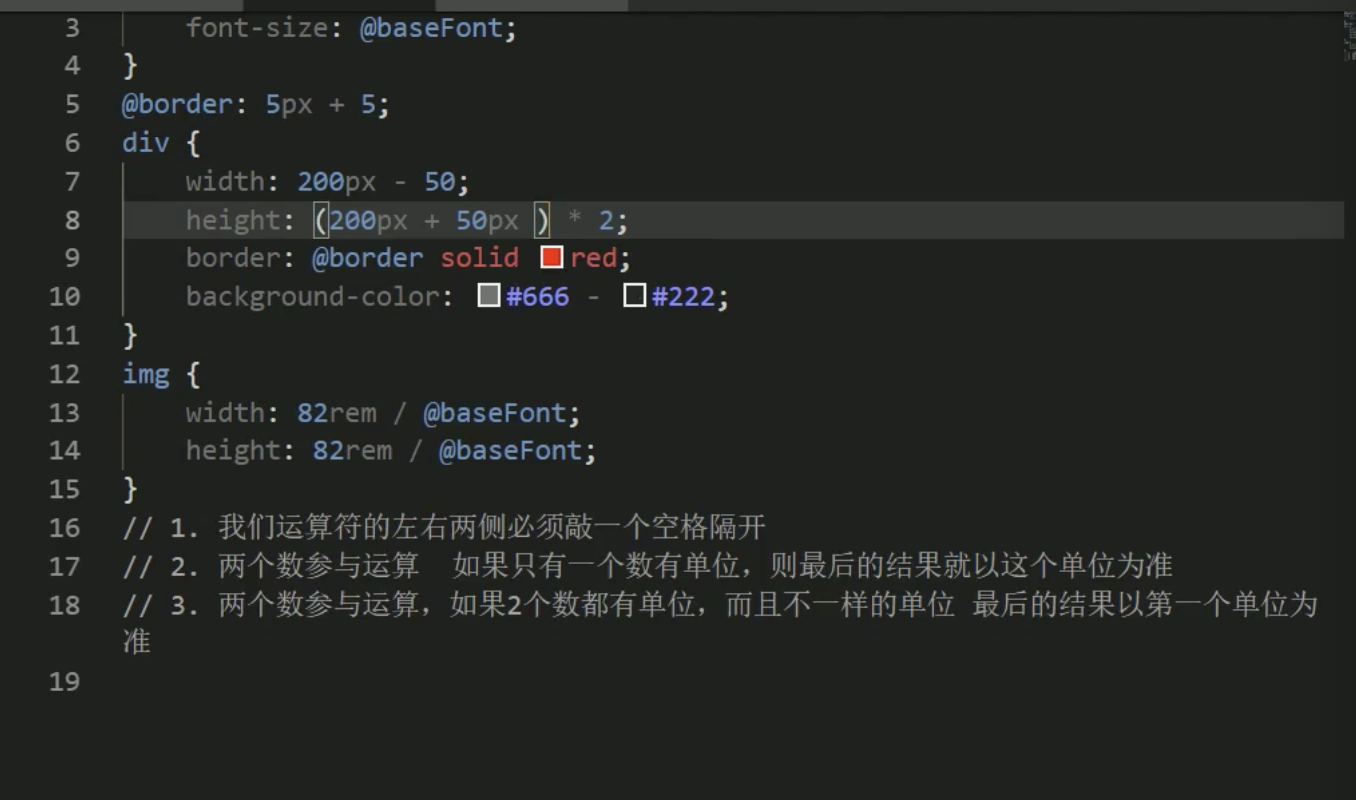 3 font-size: @baseFont;
4 }
5 @border: 5px + 5;
6 div {
7 width: 200px - 50;
8 height: (200px + 50px ) * 2;
9 border: @border solid red;
10 background-color: #666 - #222;
11 }
12 img {
13 width: 82rem / @baseFont;
14 height: 82rem / @baseFont;
15 }
16 // 1. 我们运算符的左右两侧必须敲一个空格隔开
17 // 2. 两个数参与运算  如果只有一个数有单位，则最后的结果就以这个单位为准
18 // 3. 两个数参与运算，如果2个数都有单位，而且不一样的单位 最后的结果以第一个单位为
准
19